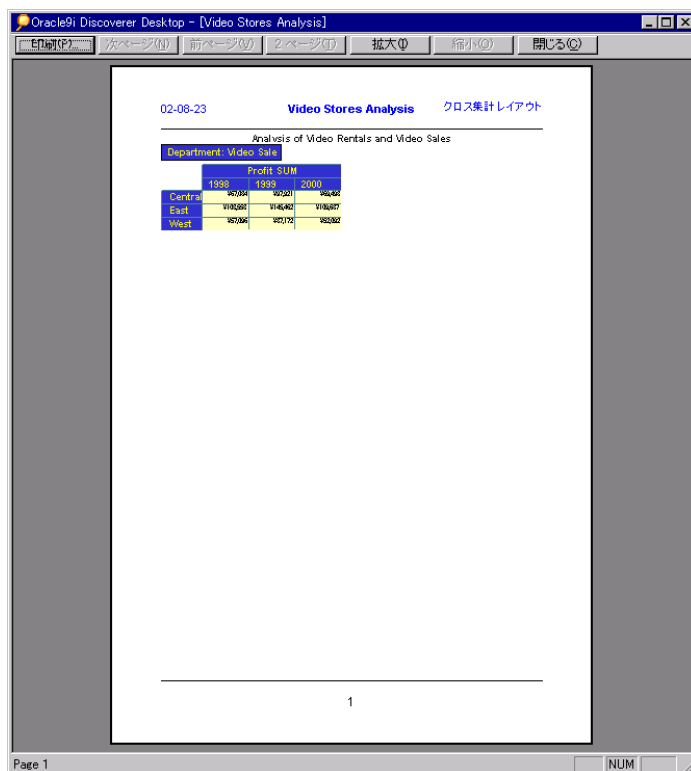 Oracle9i Discoverer Desktop - [Video Stores Analysis]
印刷(P)... 次ページ(N) 前ページ(V) 2 ページ(T) 拡大(I) 縮小(O) 閉じる(C)
02-08-23 Video Stores Analysis クロス集計レイアウト
Analysis of Video Rentals and Video Sales
Department: Video Sale
Profit SUM
1998 1999 2000
Central
East
West
1
Page 1 NUM